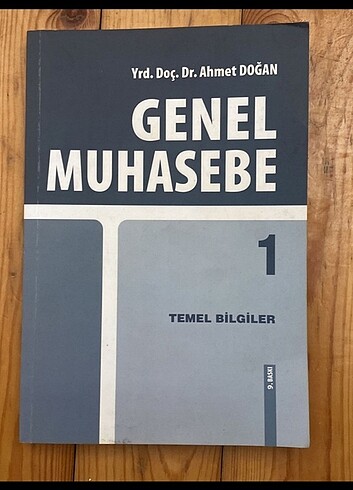 Yrd. Doç. Dr. Ahmet DOĞAN
GENEL
MUHASEBE
1
TEMEL BİLGİLER
9. BASKI